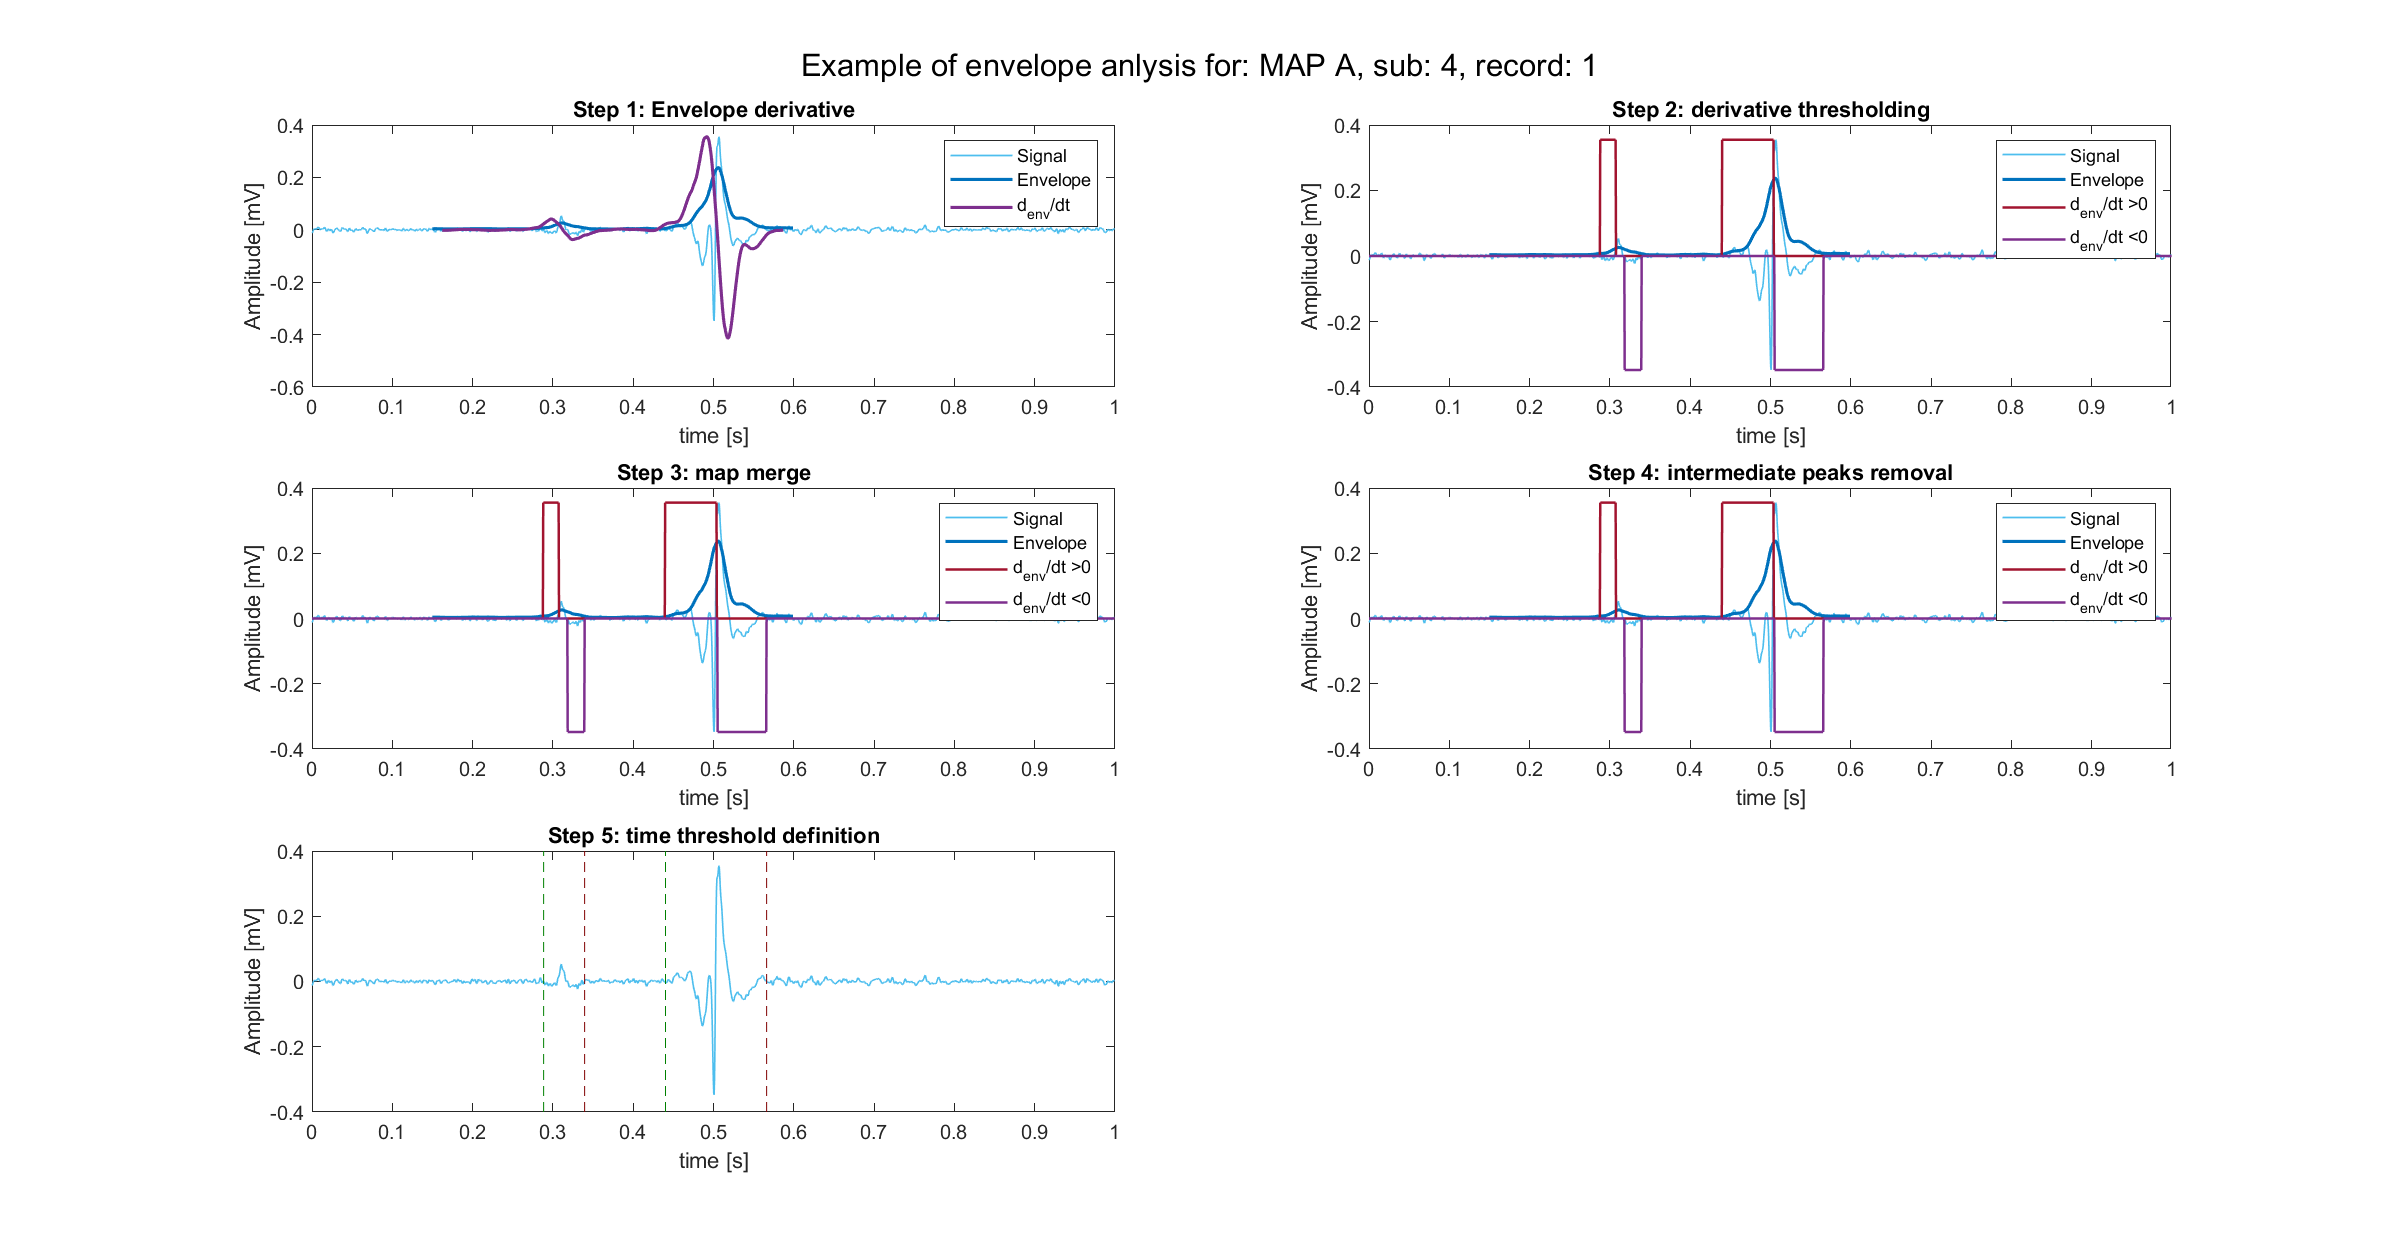 Example of envelope anlysis for: MAP A, sub: 4, record: 1
Step 1: Envelope derivative
Amplitude [mV]
0.4
0.2
0
-0.2
-0.4
-0.6
Signal
Envelope
d_env/dt
0 0.1 0.2 0.3 0.4 0.5 0.6 0.7 0.8 0.9 1
time [s]
Step 2: derivative thresholding
Amplitude [mV]
0.4
0.2
0
-0.2
-0.4
Signal
Envelope
d_env/dt >0
d_env/dt <0
0 0.1 0.2 0.3 0.4 0.5 0.6 0.7 0.8 0.9 1
time [s]
Step 3: map merge
Amplitude [mV]
0.4
0.2
0
-0.2
-0.4
Signal
Envelope
d_env/dt >0
d_env/dt <0
0 0.1 0.2 0.3 0.4 0.5 0.6 0.7 0.8 0.9 1
time [s]
Step 4: intermediate peaks removal
Amplitude [mV]
0.4
0.2
0
-0.2
-0.4
Signal
Envelope
d_env/dt >0
d_env/dt <0
0 0.1 0.2 0.3 0.4 0.5 0.6 0.7 0.8 0.9 1
time [s]
Step 5: time threshold definition
Amplitude [mV]
0.4
0.2
0
-0.2
-0.4
0 0.1 0.2 0.3 0.4 0.5 0.6 0.7 0.8 0.9 1
time [s]